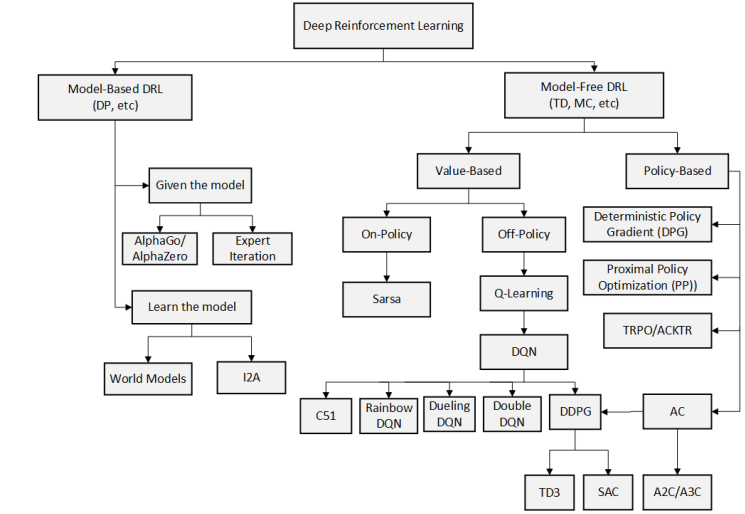 Deep Reinforcement Learning
Model-Based DRL
(DP, etc)
Model-Free DRL
(TD, MC, etc)
Given the model
Value-Based
Policy-Based
AlphaGo/
AlphaZero
Expert
Iteration
On-Policy
Off-Policy
Deterministic Policy
Gradient (DPG)
Learn the model
Sarsa
Q-Learning
Proximal Policy
Optimization (PP))
TRPO/ACKTR
World Models
I2A
DQN
C51
Rainbow
DQN
Dueling
DQN
Double
DQN
DDPG
AC
TD3
SAC
A2C/A3C